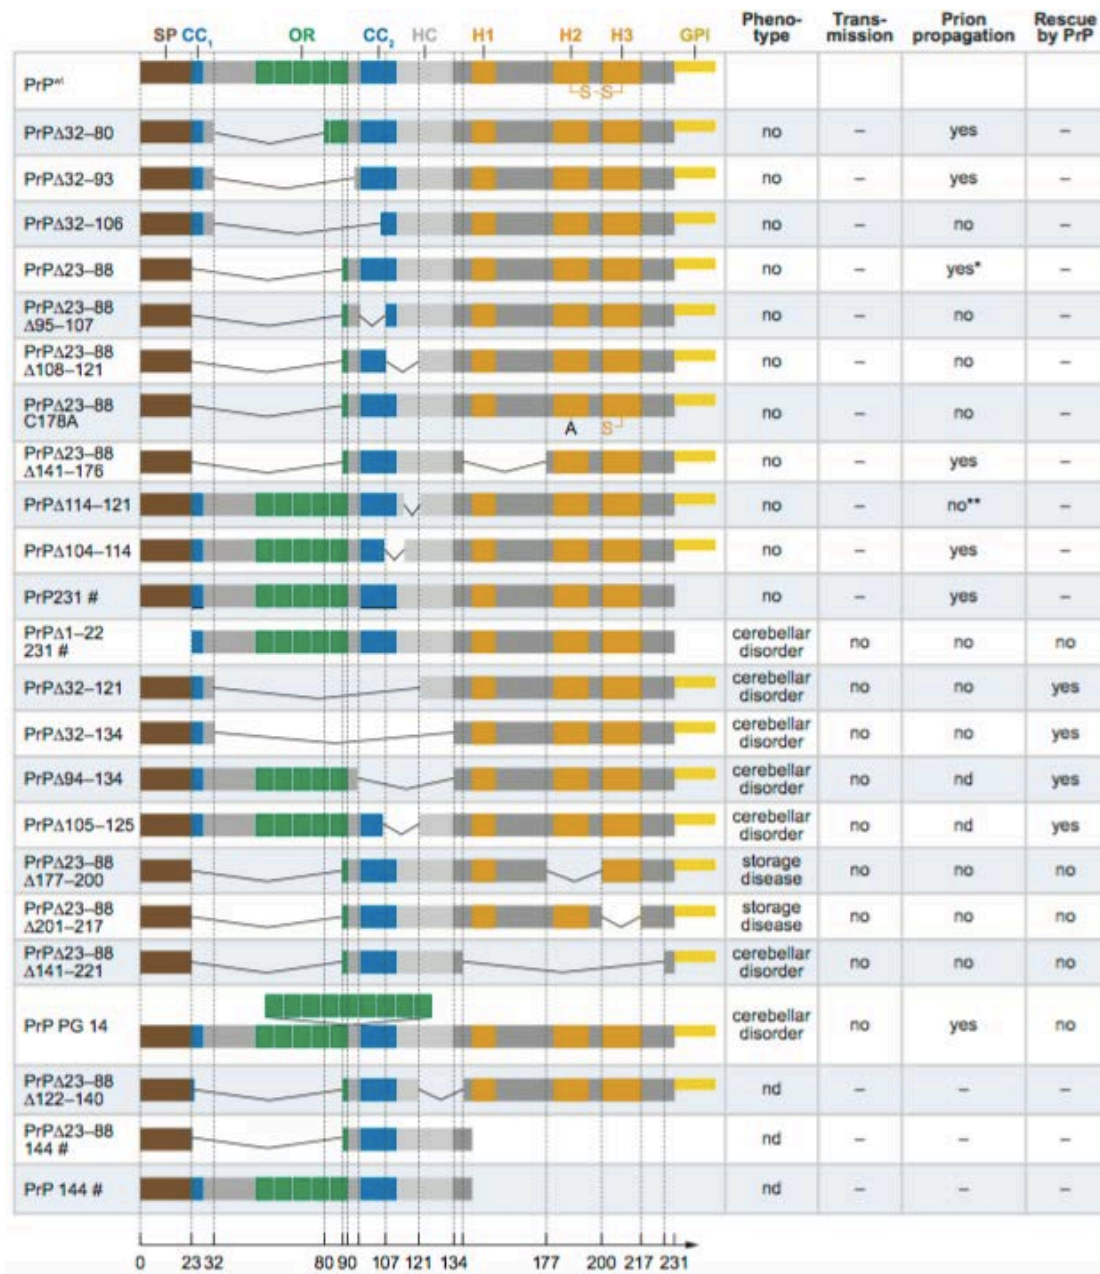 SP CC1 OR CC2 HC H1 H2 H3 GPI Pheno- Trans- Prion Rescue
type mission propagation by PrP
PrPwt S S
PrPΔ32–80 no – yes –
PrPΔ32–93 no – yes –
PrPΔ32–106 no – no –
PrPΔ23–88 no – yes* –
PrPΔ23–88
Δ95–107 no – no –
PrPΔ23–88
Δ108–121 no – no –
PrPΔ23–88
C178A A S no – no –
PrPΔ23–88
Δ141–176 no – yes –
PrPΔ114–121 no – no** –
PrPΔ104–114 no – yes –
PrP231 # no – yes –
PrPΔ1–22 cerebellar
231 # disorder no no no
PrPΔ32–121 cerebellar
disorder no no yes
PrPΔ32–134 cerebellar
disorder no no yes
PrPΔ94–134 cerebellar
disorder no nd yes
PrPΔ105–125 cerebellar
disorder no nd yes
PrPΔ23–88 storage
Δ177–200 disease no no no
PrPΔ23–88 storage
Δ201–217 disease no no no
PrPΔ23–88 cerebellar
Δ141–221 disorder no no no
PrP PG 14 cerebellar
disorder no yes no
PrPΔ23–88
Δ122–140 nd – – –
PrPΔ23–88
144 # nd – – –
PrP 144 # nd – – –
0 23 32 80 90 107 121 134 177 200 217 231